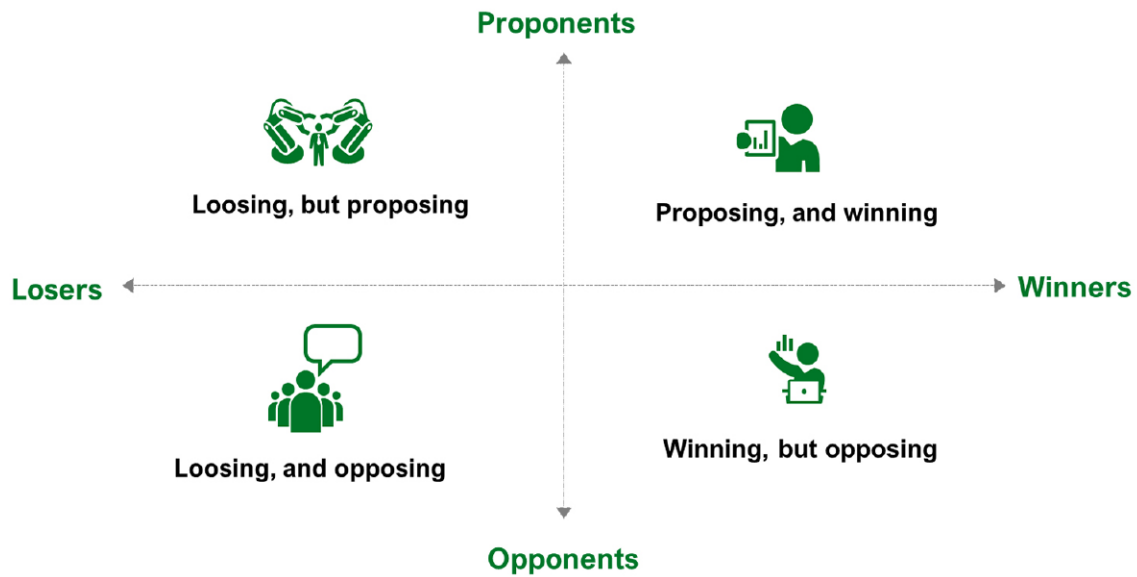 Proponents
Loosing, but proposing
Proposing, and winning
Losers
Winners
Loosing, and opposing
Winning, but opposing
Opponents